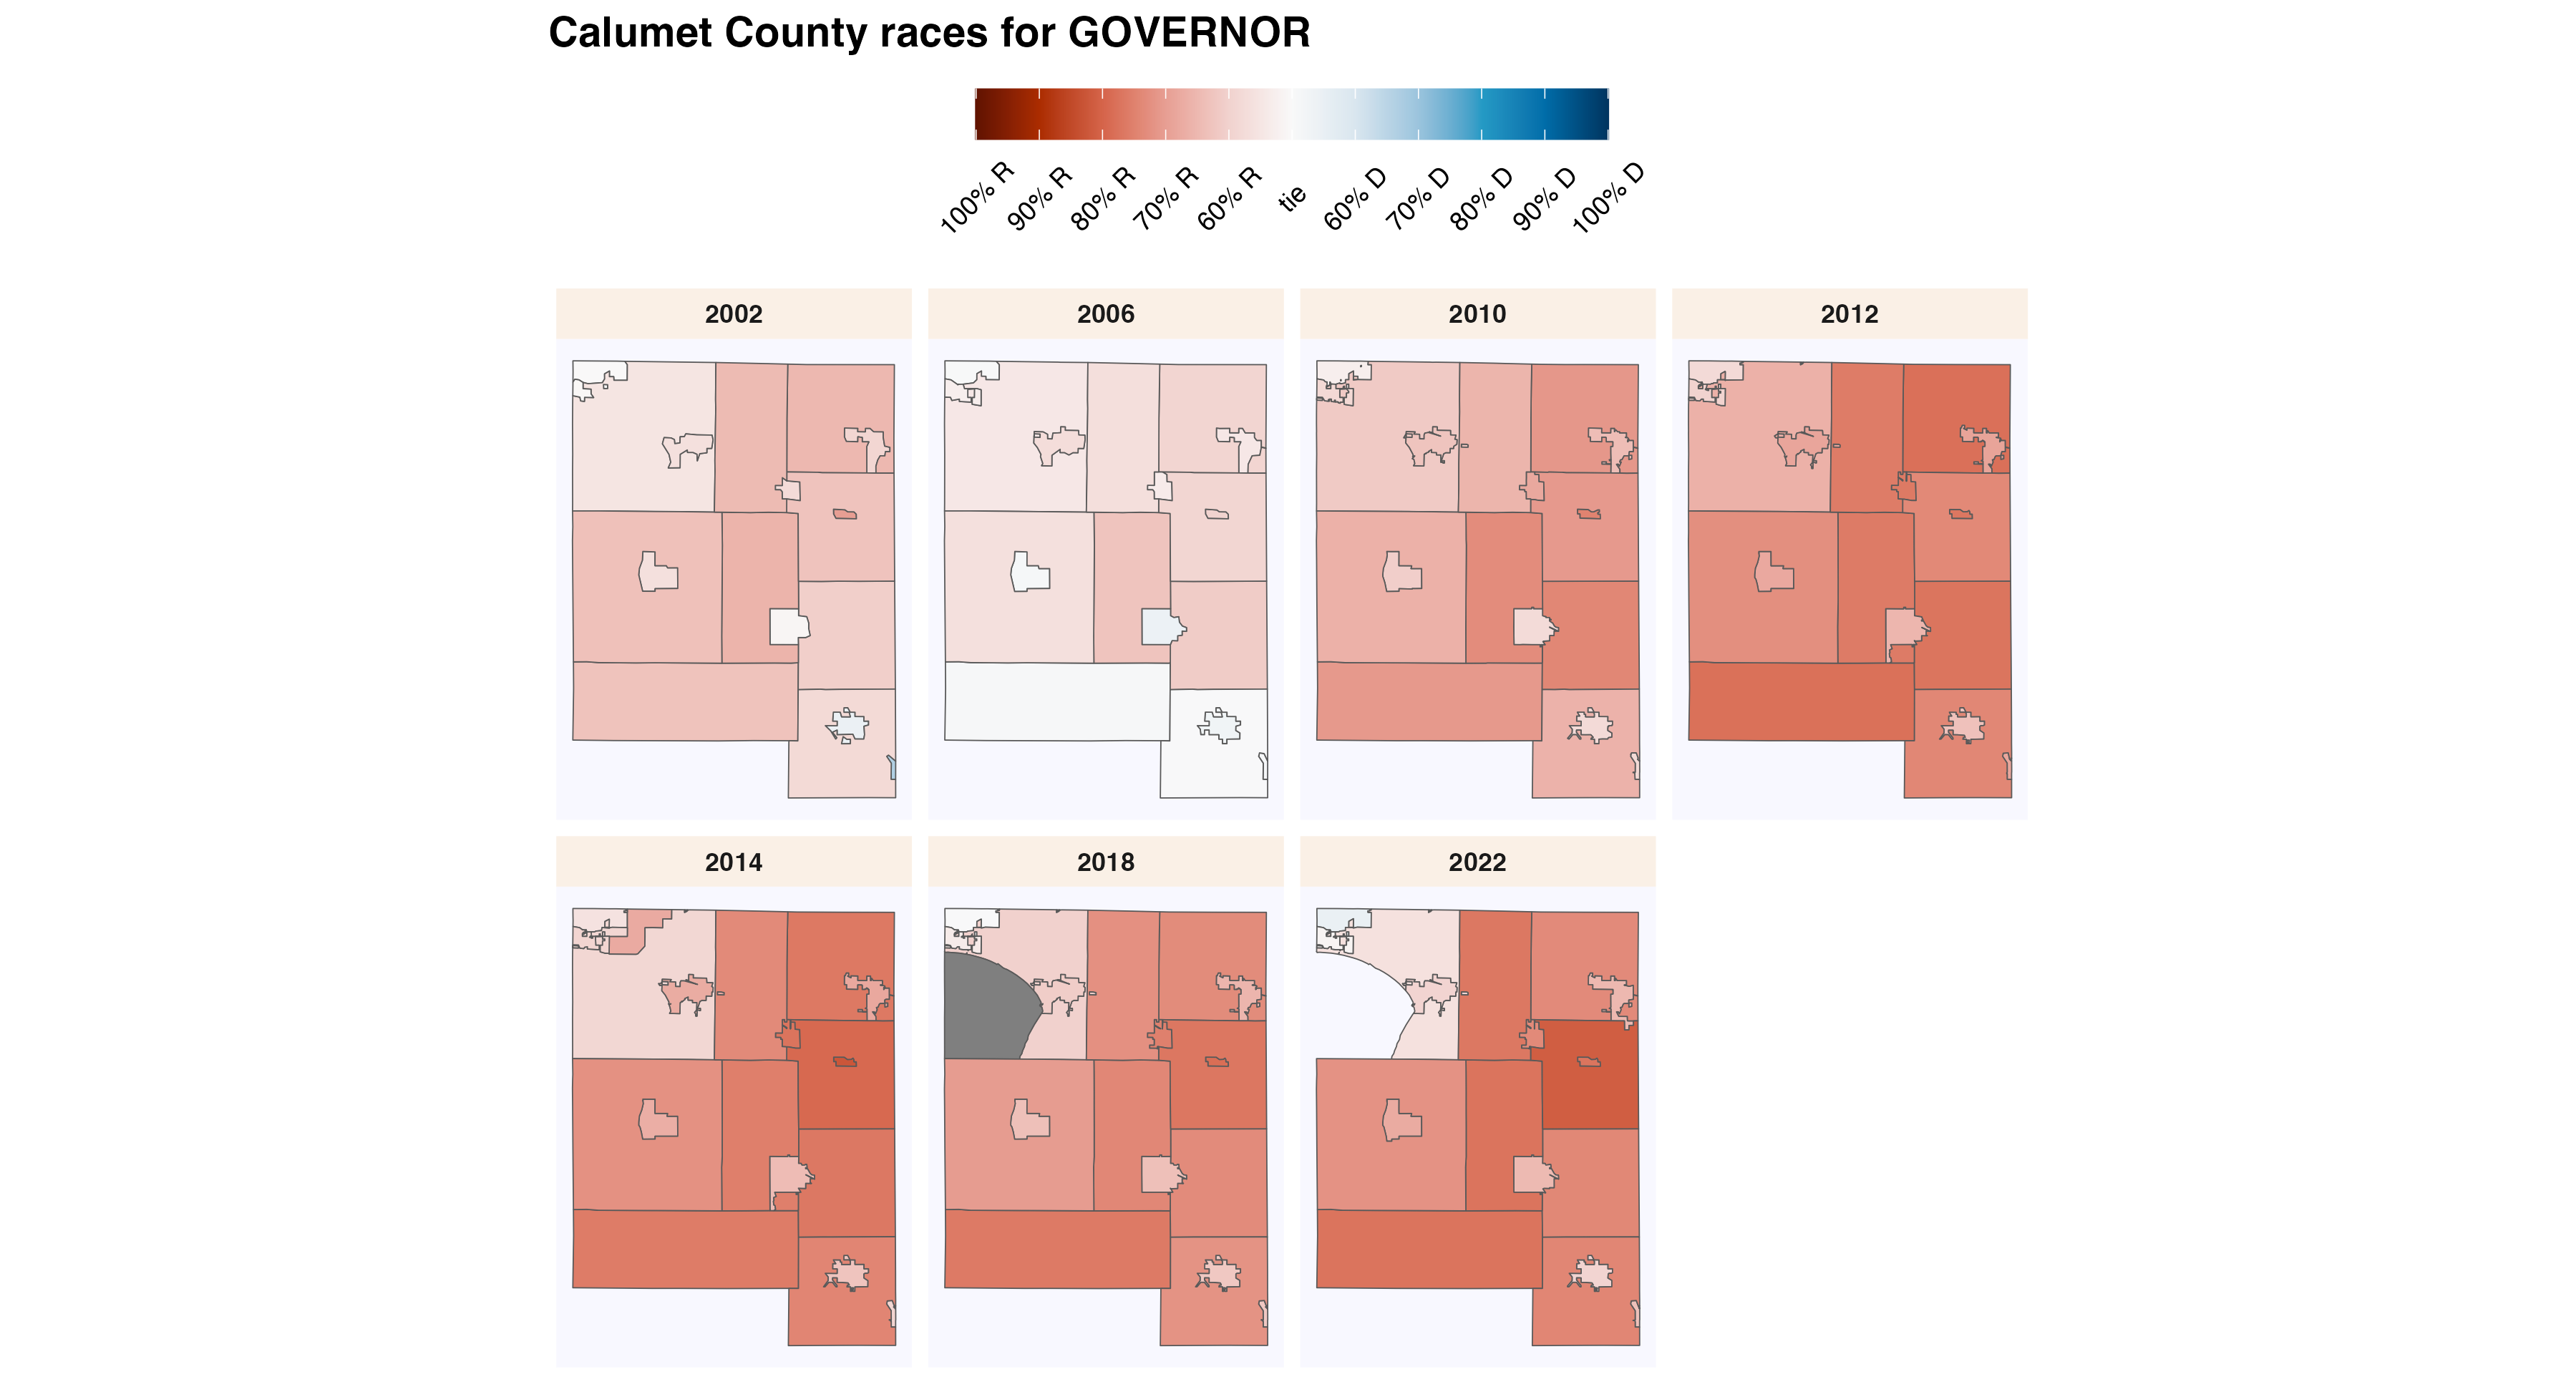 Calumet County races for GOVERNOR
100% R
90% R
80% R
70% R
60% R
tie
60% D
70% D
80% D
90% D
100% D
2002
2006
2010
2012
2014
2018
2022